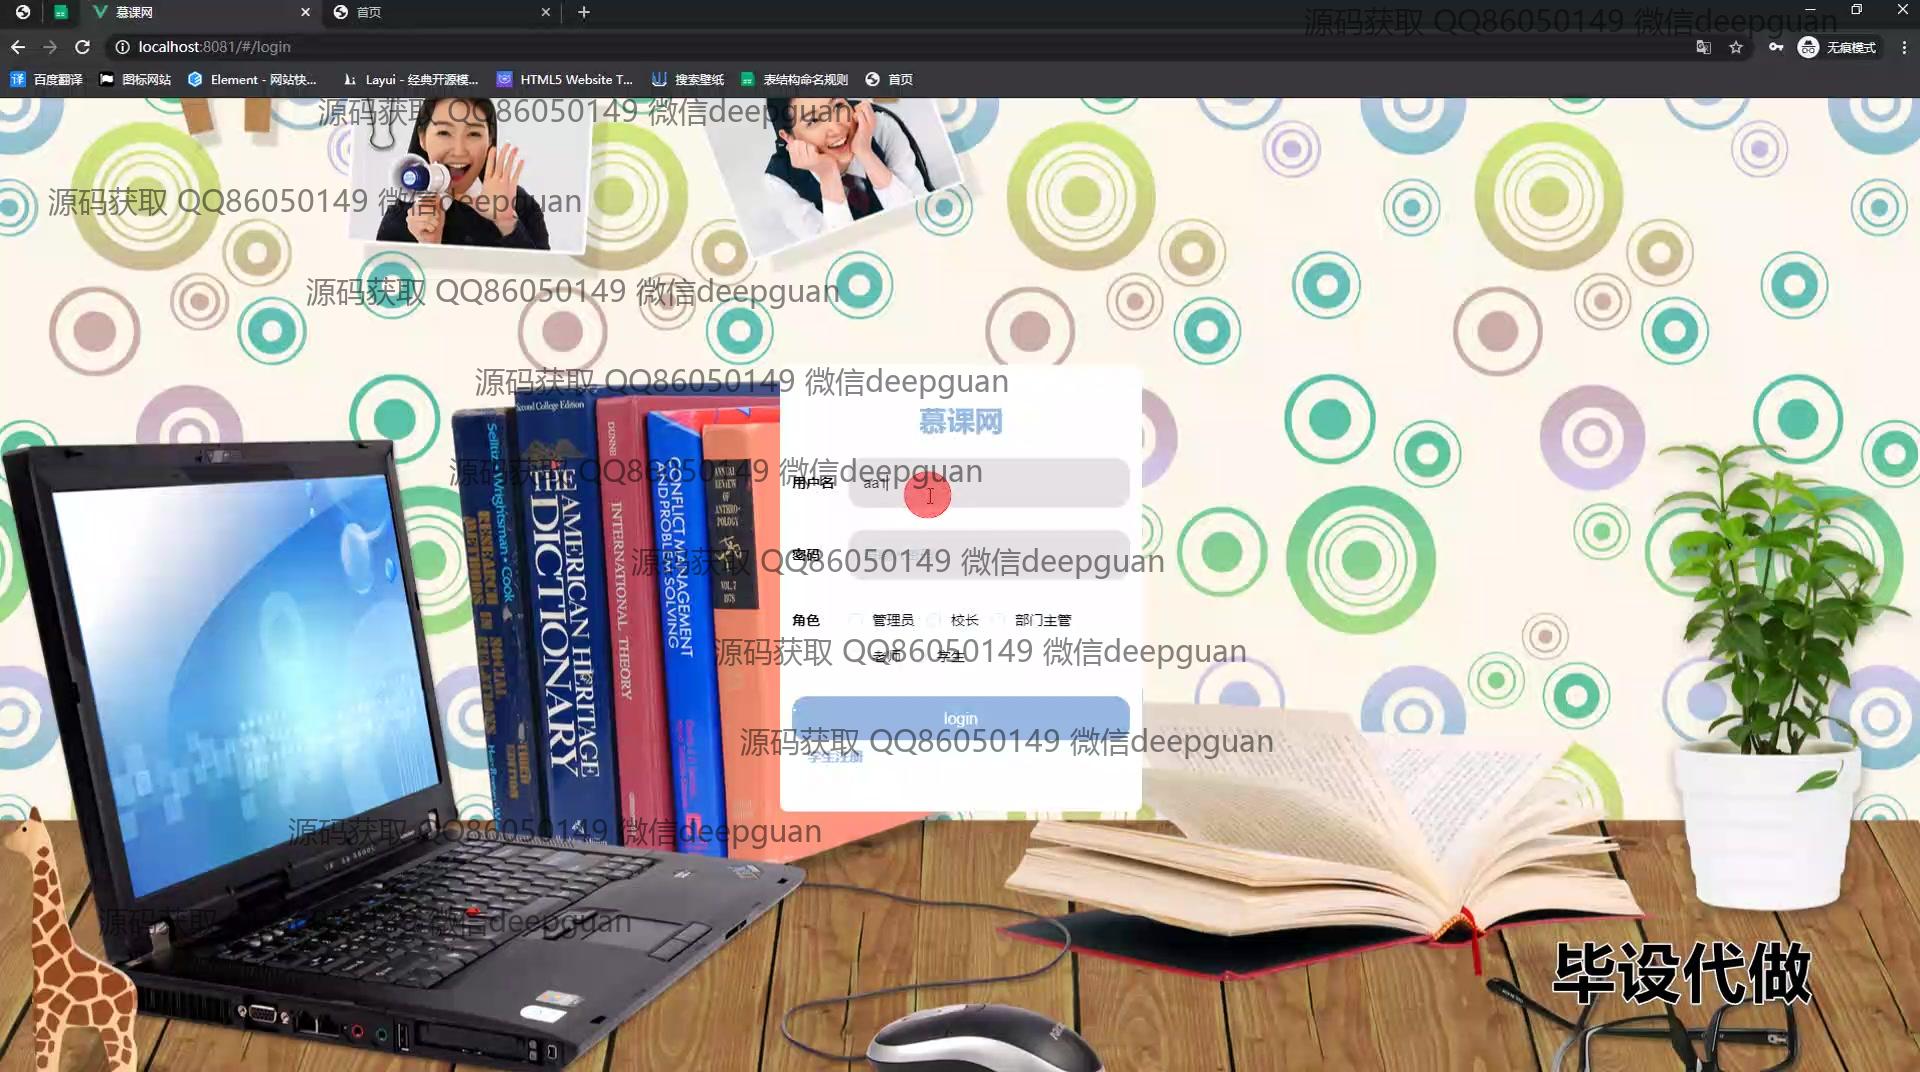 慕课网
首页
源码获取 QQ86050149 微信deepguan
localhost:8081/#/login
无痕模式
百度翻译
图标网站
Element - 网站快...
Layui - 经典开源模...
HTML5 Website T...
搜索壁纸
表结构命名规则
首页
源码获取 QQ86050149 微信deepguan
源码获取 QQ86050149 微信deepguan
源码获取 QQ86050149 微信deepguan
源码获取 QQ86050149 微信deepguan
慕课网
源码获取 QQ86050149 微信deepguan
用户名
aa11
源码获取 QQ86050149 微信deepguan
密码
角色
管理员
校长
部门主管
源码获取 QQ86050149 微信deepguan
老师
学生
login
源码获取 QQ86050149 微信deepguan
学生注册
源码获取 QQ86050149 微信deepguan
源码获取 QQ86050149 微信deepguan
Second College Edition
THE AMERICAN HERITAGE
DICTIONARY
DUNNE
INTERNATIONAL THEORY
CONFLICT MANAGEMENT
AND PROBLEM SOLVING
ANNUAL
REVIEW
OF
ANTHRO-
POLOGY
VOL. 7
1978
Wrightsman • Cook
RESEARCH
METHODS
IN
SOCIAL
RELATIONS
毕设代做